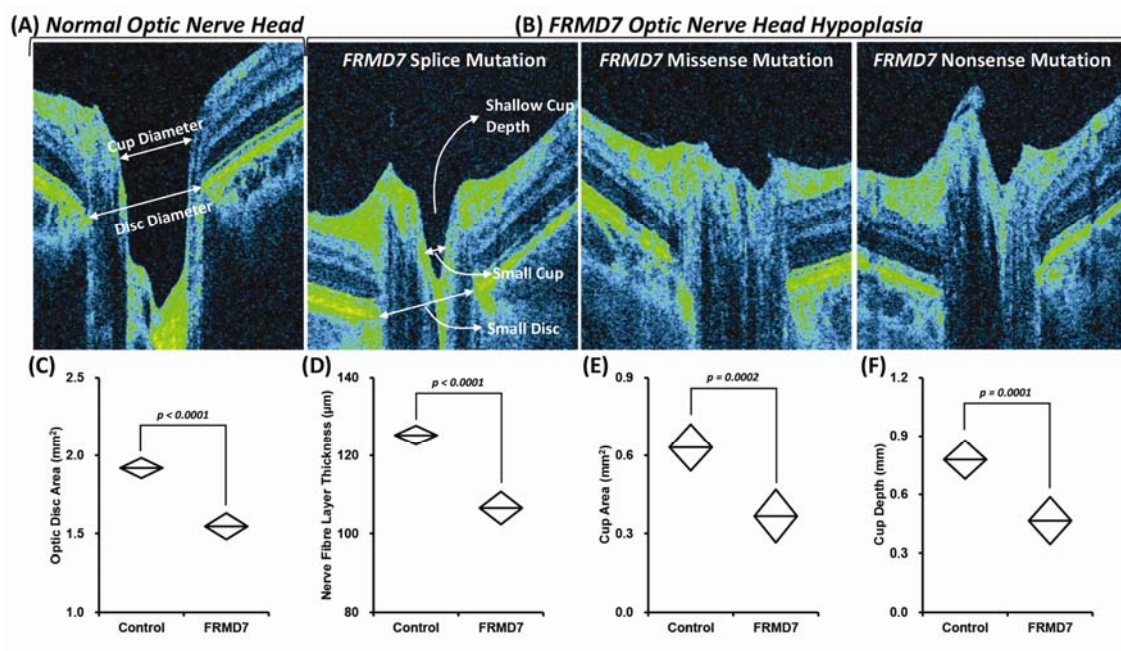 (A) Normal Optic Nerve Head
(B) FRMD7 Optic Nerve Head Hypoplasia
Cup Diameter
Disc Diameter
FRMD7 Splice Mutation
Shallow Cup
Depth
Small Cup
Small Disc
FRMD7 Missense Mutation
FRMD7 Nonsense Mutation
(C)
Optic Disc Area (mm²)
2.5
2.0
1.5
1.0
p < 0.0001
Control FRMD7
(D)
Nerve Fibre Layer Thickness (µm)
140
120
100
80
p < 0.0001
Control FRMD7
(E)
Cup Area (mm²)
0.9
0.6
0.3
0.0
p = 0.0002
Control FRMD7
(F)
Cup Depth (mm)
1.2
0.9
0.6
0.3
0.0
p = 0.0001
Control FRMD7